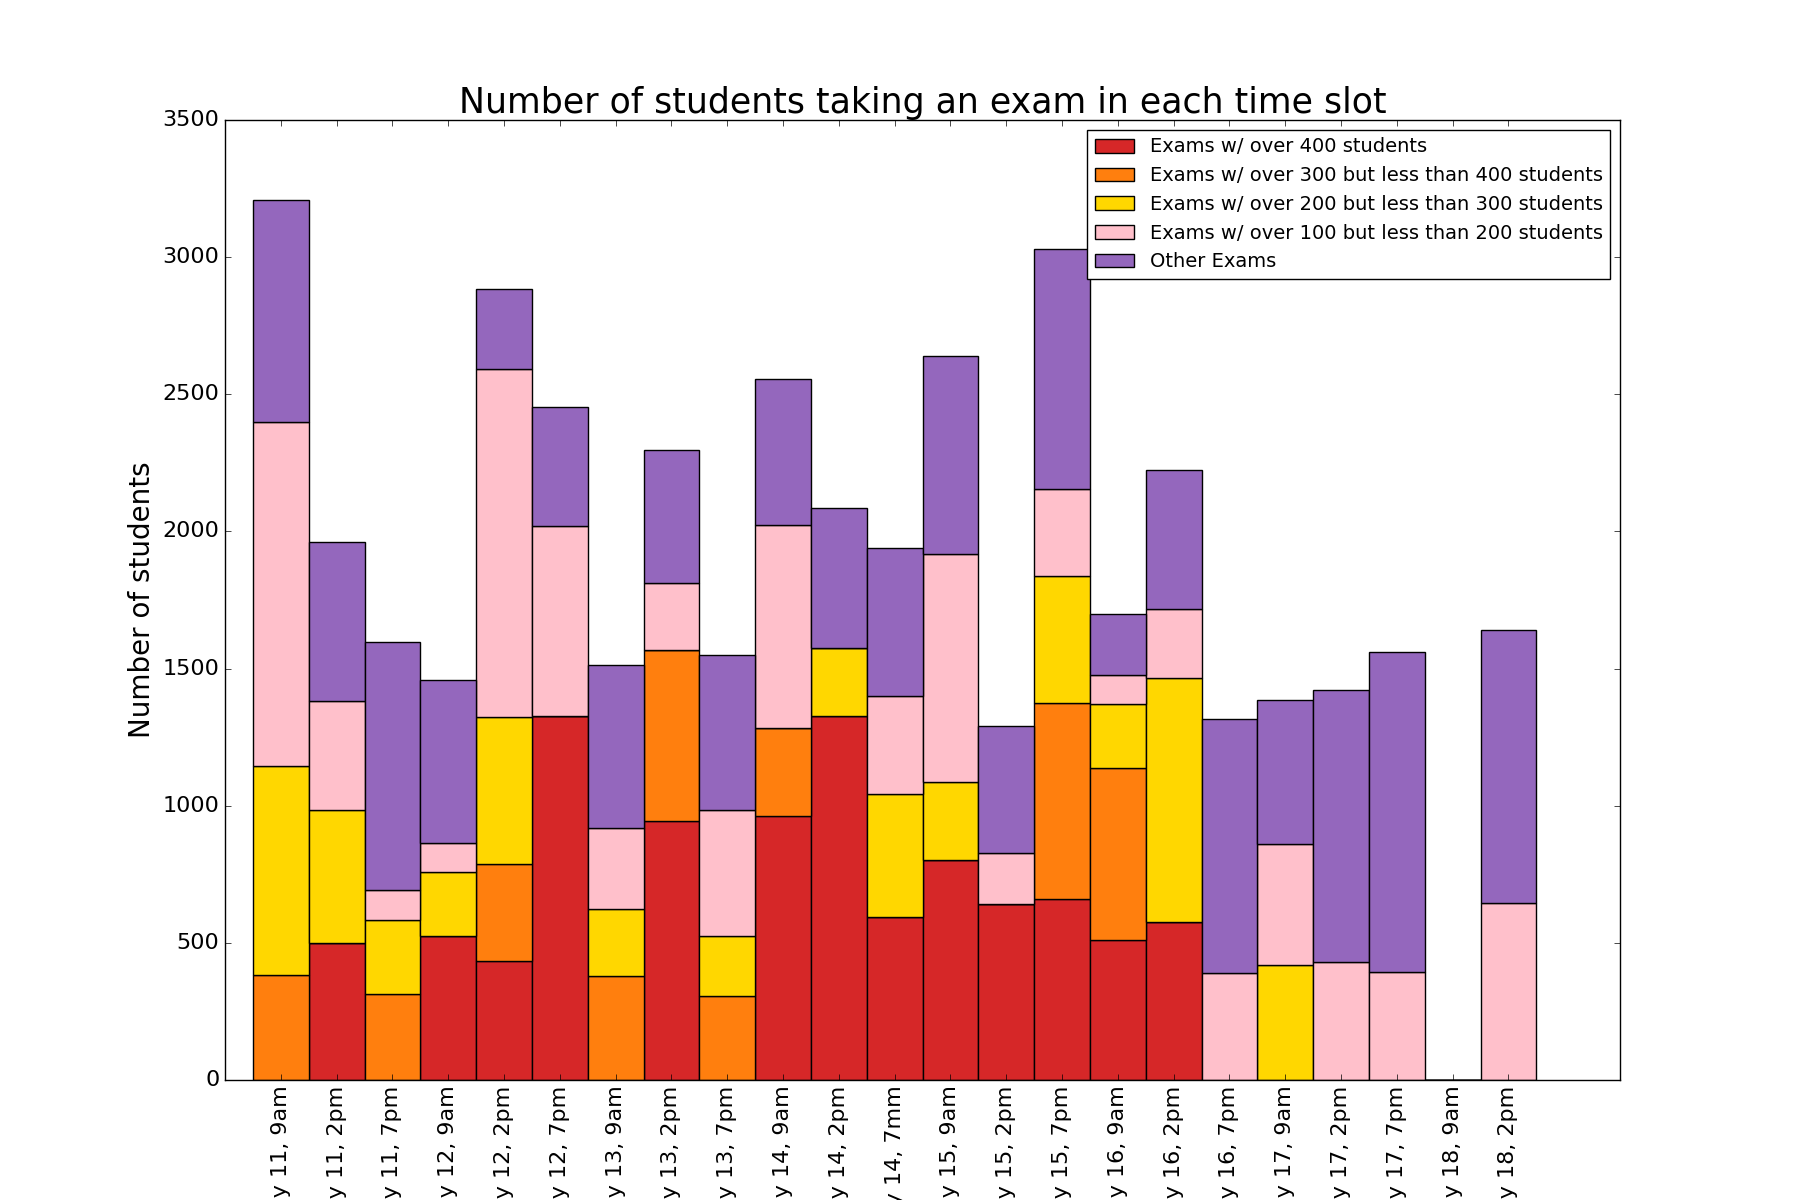 Number of students taking an exam in each time slot
Exams w/ over 400 students
Exams w/ over 300 but less than 400 students
Exams w/ over 200 but less than 300 students
Exams w/ over 100 but less than 200 students
Other Exams
Number of students
3500
3000
2500
2000
1500
1000
500
0
y 11, 9am
y 11, 2pm
y 11, 7pm
y 12, 9am
y 12, 2pm
y 12, 7pm
y 13, 9am
y 13, 2pm
y 13, 7pm
y 14, 9am
y 14, 2pm
y 14, 7mm
y 15, 9am
y 15, 2pm
y 15, 7pm
y 16, 9am
y 16, 2pm
y 16, 7pm
y 17, 9am
y 17, 2pm
y 17, 7pm
y 18, 9am
y 18, 2pm